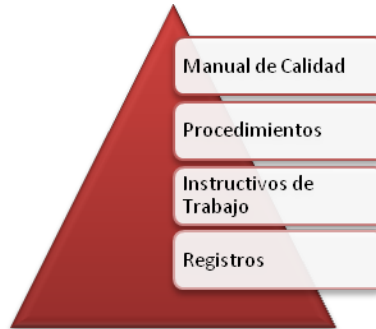 Manual de Calidad
Procedimientos
Instructivos de
Trabajo
Registros